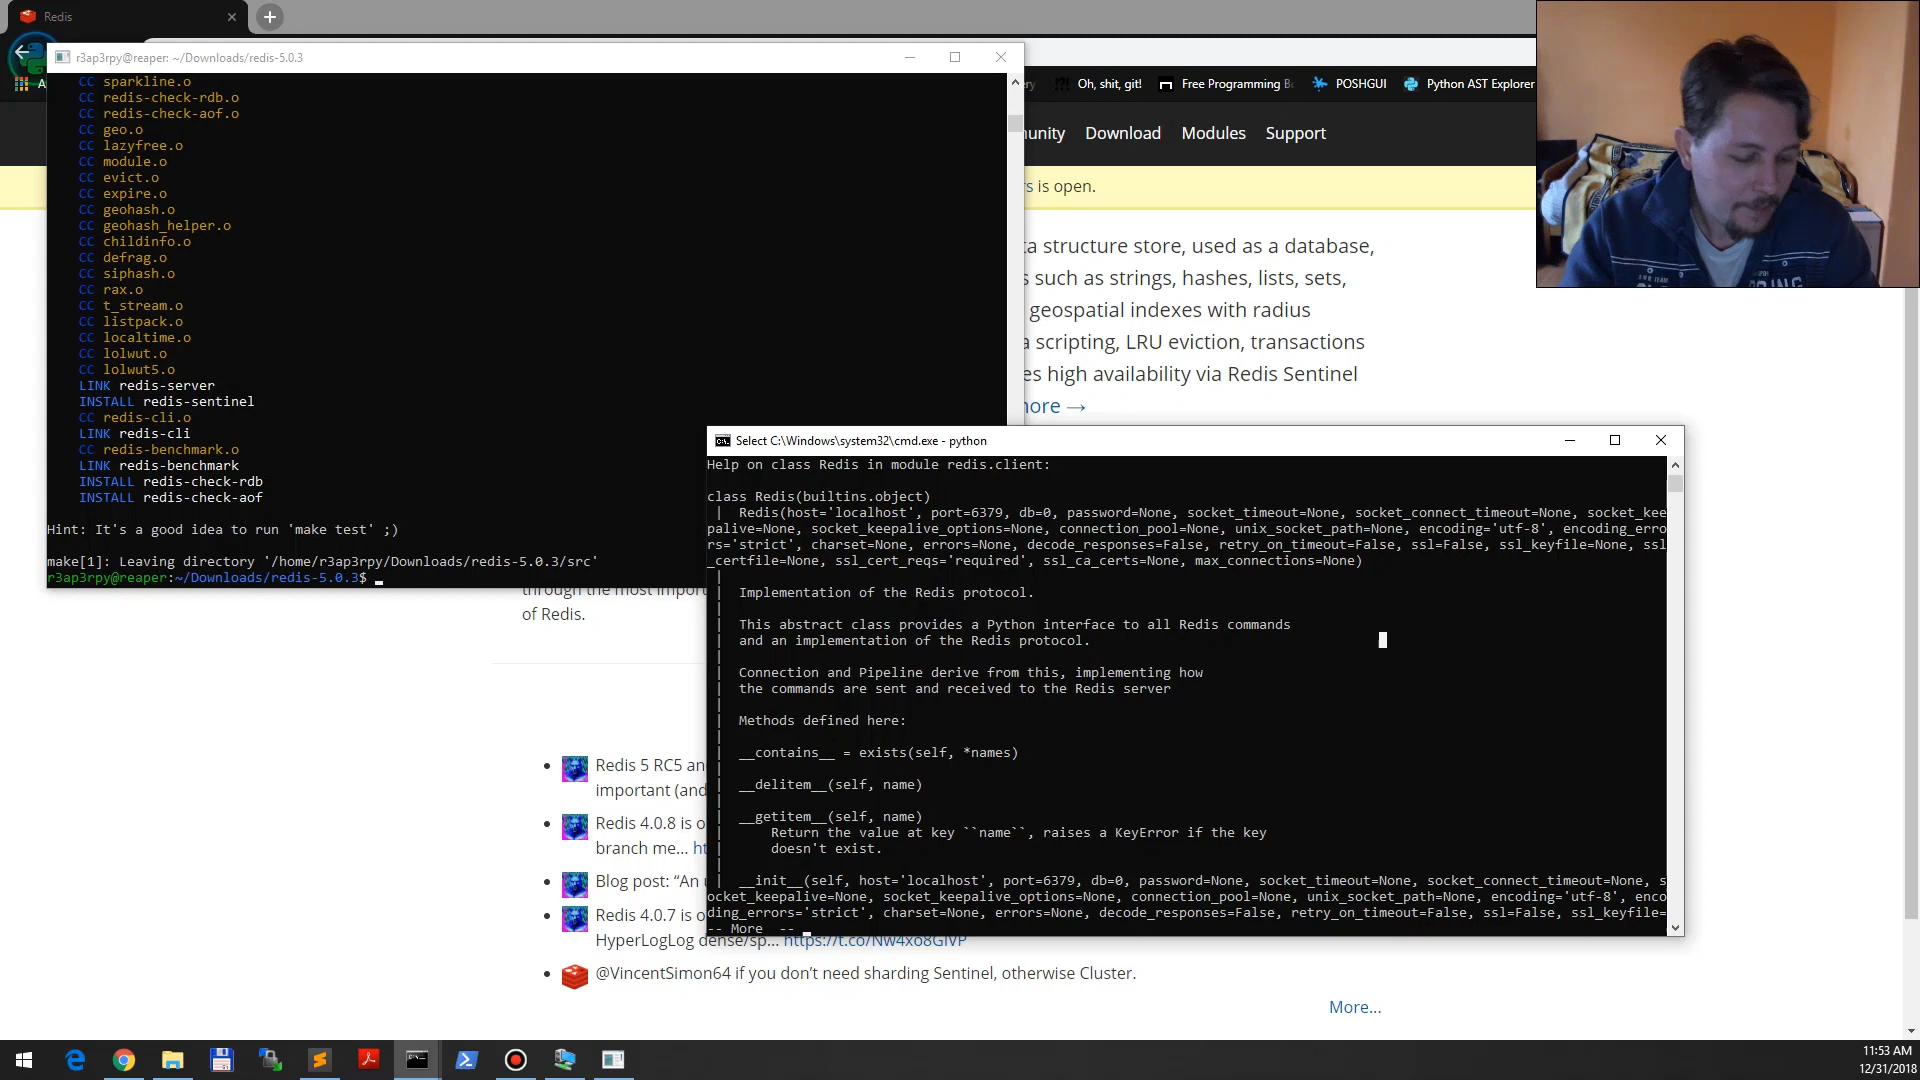 Redis
r3ap3rpy@reaper: ~/Downloads/redis-5.0.3
CC sparkline.o
CC redis-check-rdb.o
CC redis-check-aof.o
CC geo.o
CC lazyfree.o
CC module.o
CC evict.o
CC expire.o
CC geohash.o
CC geohash_helper.o
CC childinfo.o
CC defrag.o
CC siphash.o
CC rax.o
CC t_stream.o
CC listpack.o
CC localtime.o
CC lolwut.o
CC lolwut5.o
LINK redis-server
INSTALL redis-sentinel
CC redis-cli.o
LINK redis-cli
CC redis-benchmark.o
LINK redis-benchmark
INSTALL redis-check-rdb
INSTALL redis-check-aof
Hint: It's a good idea to run 'make test' ;)
make[1]: Leaving directory '/home/r3ap3rpy/Downloads/redis-5.0.3/src'
r3ap3rpy@reaper:~/Downloads/redis-5.0.3$
Oh, shit, git! Free Programming B POSHGUI Python AST Explorer
unity Download Modules Support
rs is open.
ta structure store, used as a database,
s such as strings, hashes, lists, sets,
geospatial indexes with radius
a scripting, LRU eviction, transactions
es high availability via Redis Sentinel
ore →
through the most impor
of Redis.
Select C:\Windows\system32\cmd.exe - python
Help on class Redis in module redis.client:
class Redis(builtins.object)
| Redis(host='localhost', port=6379, db=0, password=None, socket_timeout=None, socket_connect_timeout=None, socket_kee
palive=None, socket_keepalive_options=None, connection_pool=None, unix_socket_path=None, encoding='utf-8', encoding_erro
rs='strict', charset=None, errors=None, decode_responses=False, retry_on_timeout=False, ssl=False, ssl_keyfile=None, ssl
_certfile=None, ssl_cert_reqs='required', ssl_ca_certs=None, max_connections=None)
|
| Implementation of the Redis protocol.
|
| This abstract class provides a Python interface to all Redis commands
| and an implementation of the Redis protocol.
|
| Connection and Pipeline derive from this, implementing how
| the commands are sent and received to the Redis server
|
| Methods defined here:
|
| __contains__ = exists(self, *names)
|
| __delitem__(self, name)
|
| __getitem__(self, name)
| Return the value at key ``name``, raises a KeyError if the key
| doesn't exist.
|
| __init__(self, host='localhost', port=6379, db=0, password=None, socket_timeout=None, socket_connect_timeout=None, s
ocket_keepalive=None, socket_keepalive_options=None, connection_pool=None, unix_socket_path=None, encoding='utf-8', enco
ding_errors='strict', charset=None, errors=None, decode_responses=False, retry_on_timeout=False, ssl=False, ssl_keyfile=
-- More --
Redis 5 RC5 an
important (and
Redis 4.0.8 is o
branch me... ht
Blog post: “An u
Redis 4.0.7 is o
HyperLogLog dense/sp... https://t.co/Nw4xo8GIVP
@VincentSimon64 if you don’t need sharding Sentinel, otherwise Cluster.
More...
11:53 AM
12/31/2018